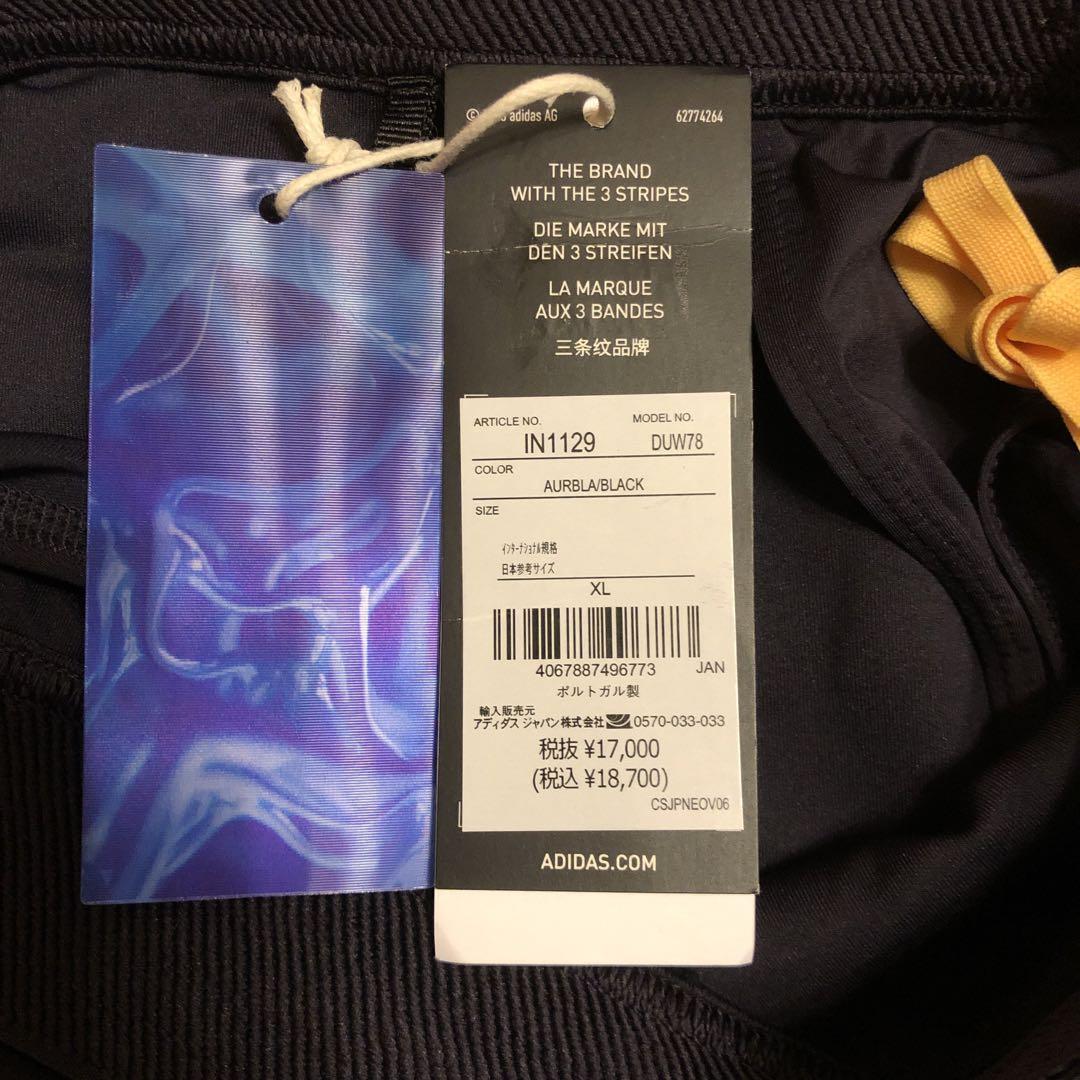 © adidas AG 62774264
THE BRAND
WITH THE 3 STRIPES
DIE MARKE MIT
DEN 3 STREIFEN
LA MARQUE
AUX 3 BANDES
三条纹品牌
ARTICLE NO. MODEL NO.
IN1129 DUW78
COLOR
AURBLA/BLACK
SIZE
インターナショナル規格
日本参考サイズ
XL
4067887496773 JAN
ポルトガル製
輸入販売元
アディダス ジャパン株式会社 0570-033-033
税抜 ¥17,000
(税込 ¥18,700)
CSJPNEOV06
ADIDAS.COM